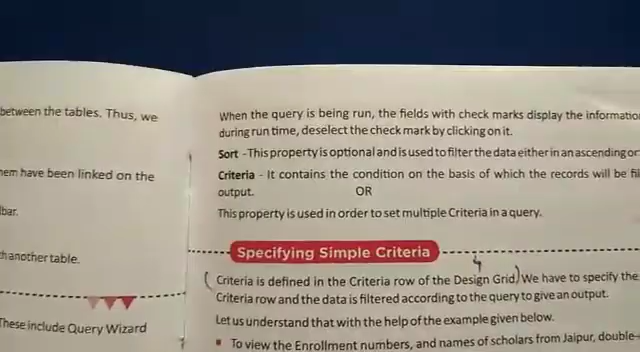 between the tables. Thus, we
have been linked on the
bar.
another table.
These include Query Wizard
When the query is being run, the fields with check marks display the
during run time, deselect the check mark by clicking on it.
Sort - This property is optional and is used to filter the data either in an ascending or
Criteria - It contains the condition on the basis of which the records will be
output. OR
This property is used in order to set multiple Criteria in a query.
Specifying Simple Criteria
Criteria is defined in the Criteria row of the Design Grid. We have to specify the
Criteria row and the data is filtered according to the query to give an output.
Let us understand that with the help of the example given below.
▪ To view the Enrollment numbers, and names of scholars from Jaipur, double-